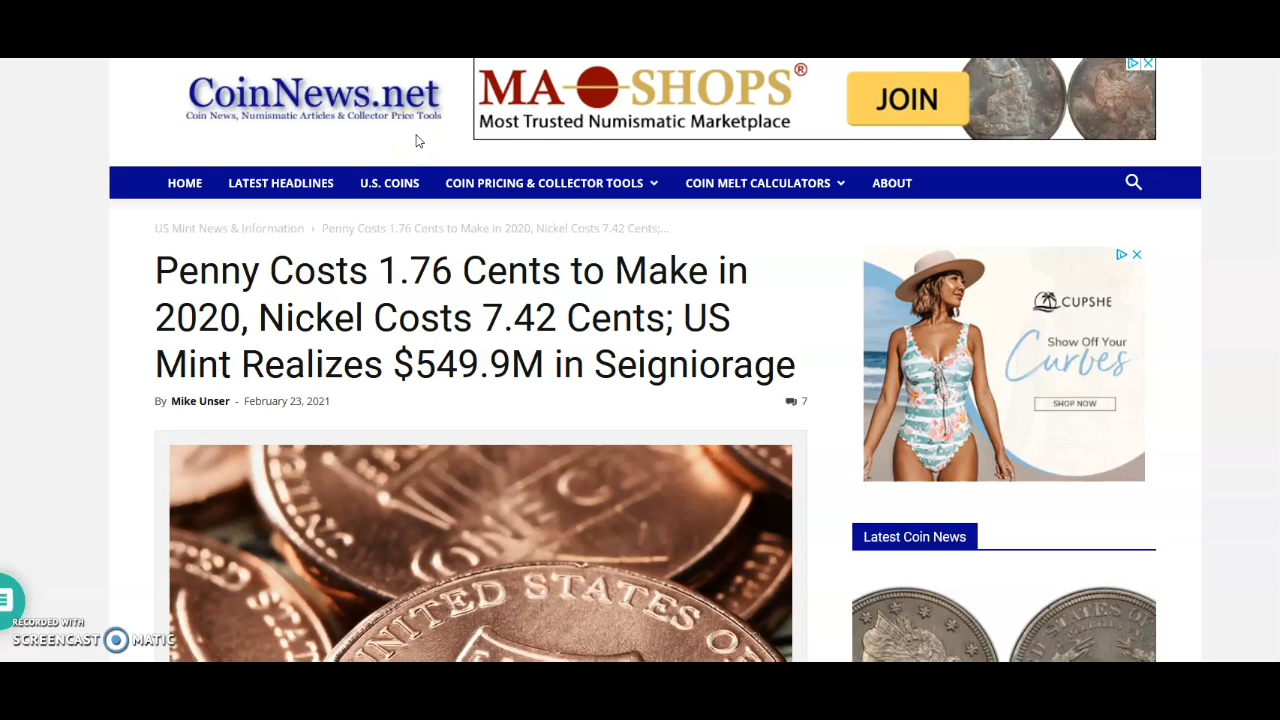 CoinNews.net
Coin News, Numismatic Articles & Collector Price Tools
MA-SHOPS®
Most Trusted Numismatic Marketplace
JOIN
HOME
LATEST HEADLINES
U.S. COINS
COIN PRICING & COLLECTOR TOOLS
COIN MELT CALCULATORS
ABOUT
US Mint News & Information › Penny Costs 1.76 Cents to Make in 2020, Nickel Costs 7.42 Cents;...
Penny Costs 1.76 Cents to Make in
2020, Nickel Costs 7.42 Cents; US
Mint Realizes $549.9M in Seigniorage
By Mike Unser - February 23, 2021
7
CUPSHE
Show Off Your
Curves
SHOP NOW
Latest Coin News
ONE C
UNITED STATES OF
RECORDED WITH
SCREENCAST MATIC